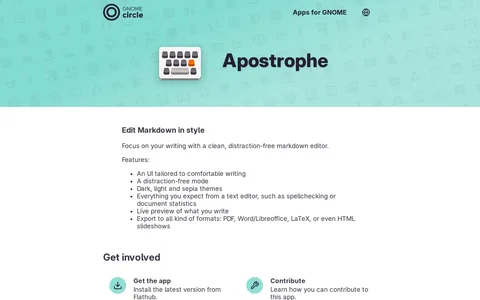 GNOME
circle
Apps for GNOME
Apostrophe
Edit Markdown in style
Focus on your writing with a clean, distraction-free markdown editor.
Features:
An UI tailored to comfortable writing
A distraction-free mode
Dark, light and sepia themes
Everything you expect from a text editor, such as spellchecking or
document statistics
Live preview of what you write
Export to all kind of formats: PDF, Word/Libreoffice, LaTeX, or even HTML
slideshows
Get involved
Get the app
Install the latest version from
Flathub.
Contribute
Learn how you can contribute to
this app.